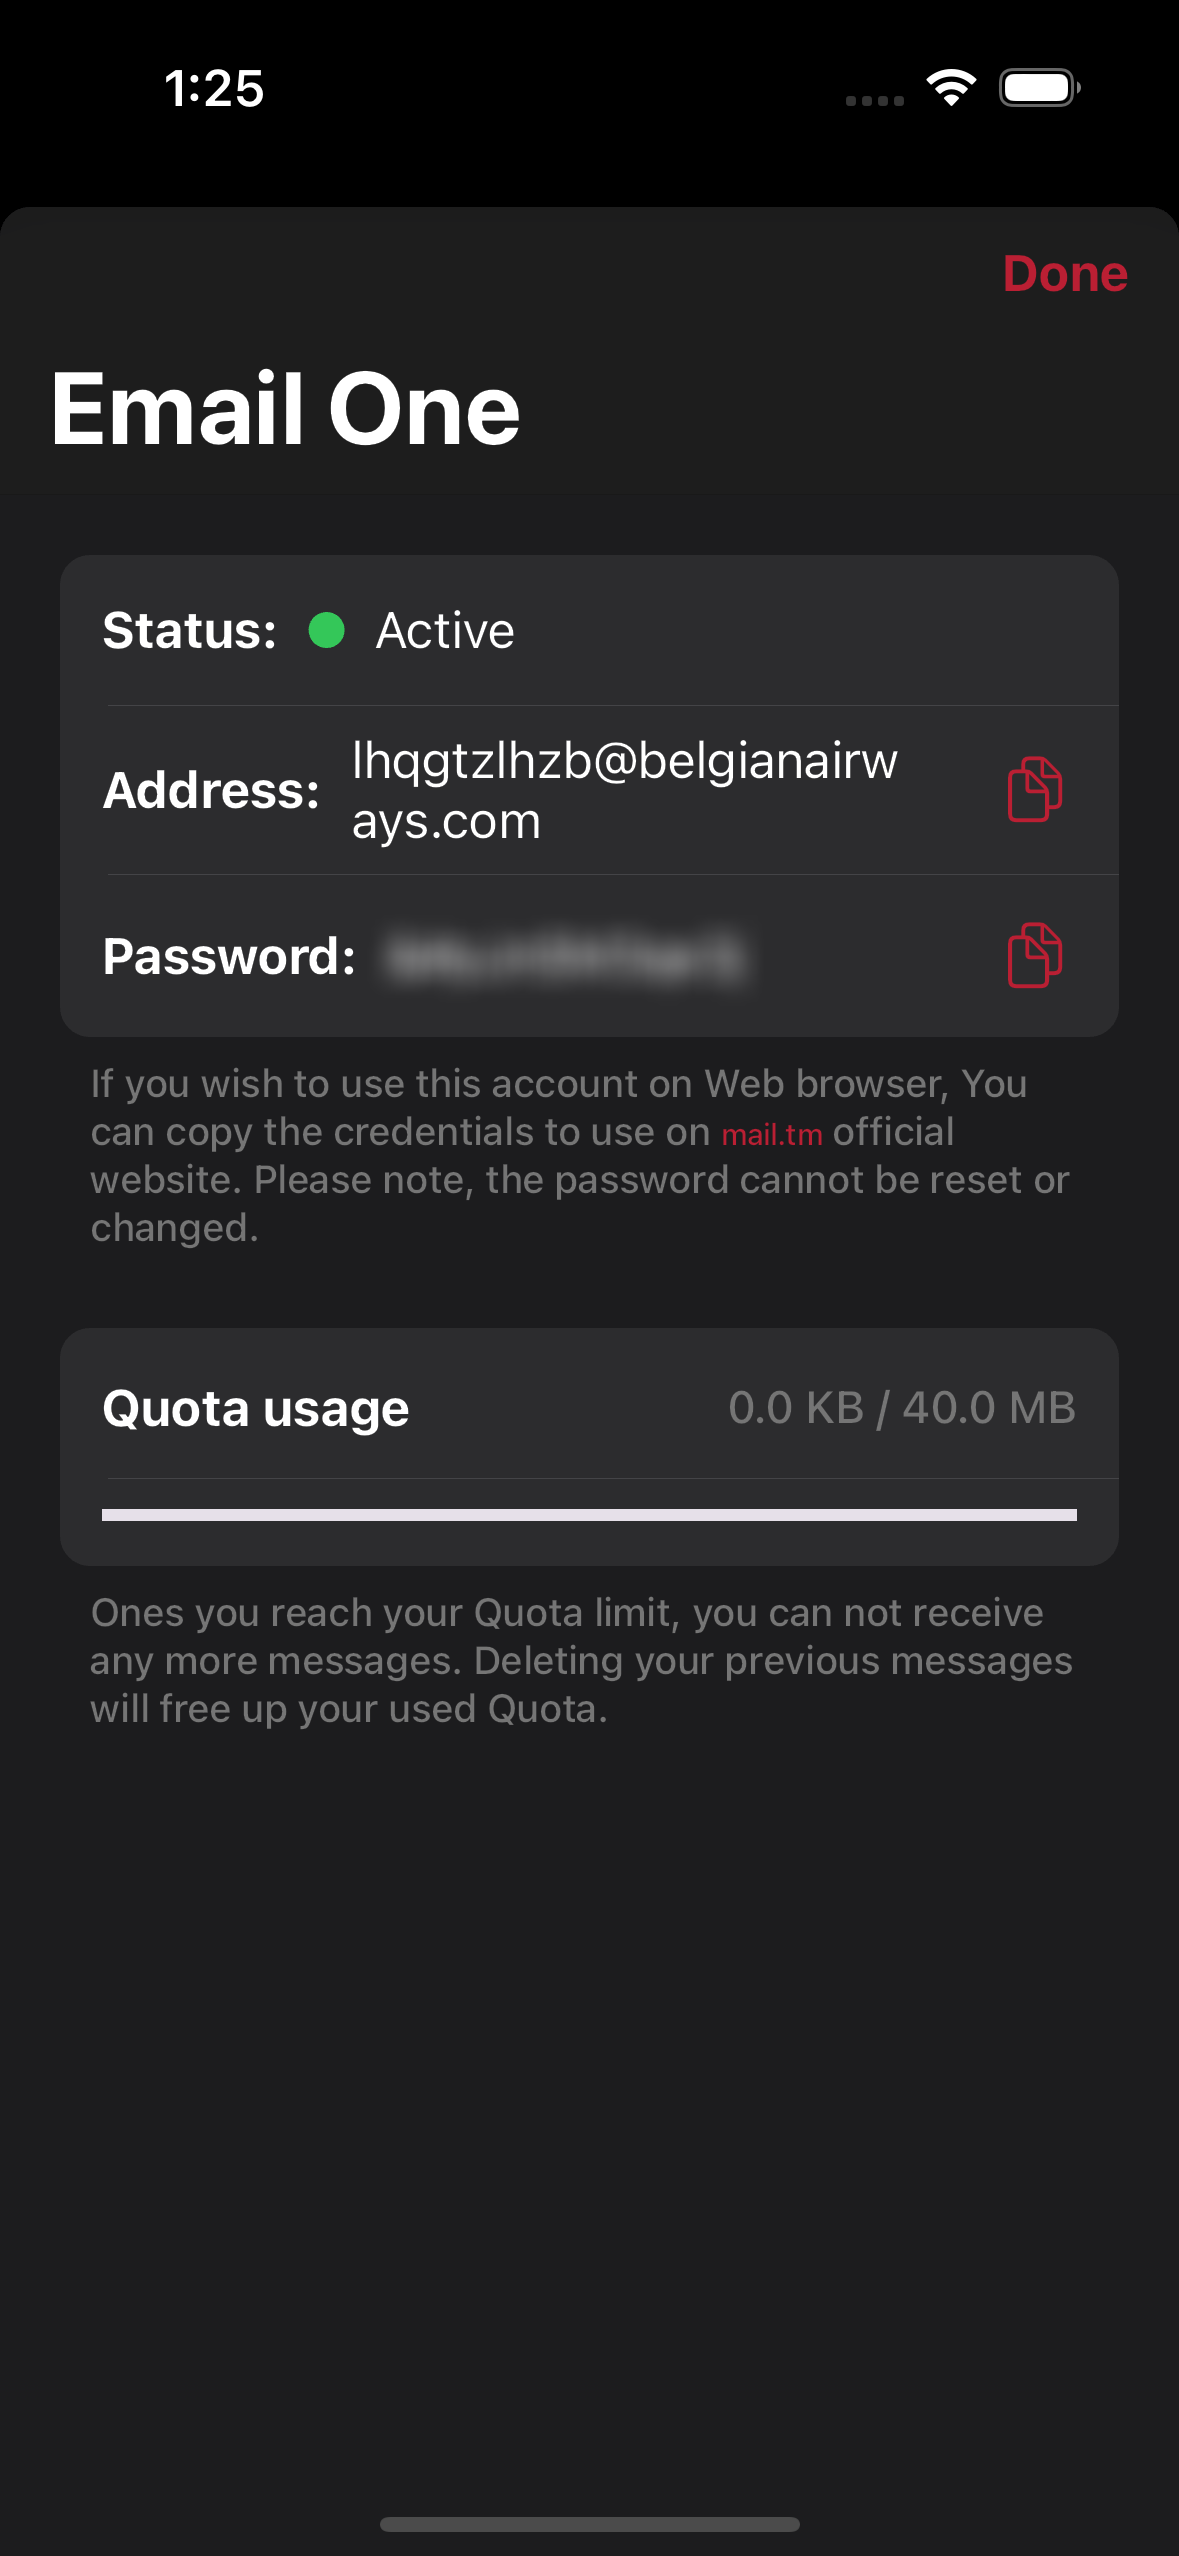 1:25
Done
Email One
Status: Active
Address: lhqgtzlhzb@belgianairw
ays.com
Password:
If you wish to use this account on Web browser, You
can copy the credentials to use on mail.tm official
website. Please note, the password cannot be reset or
changed.
Quota usage 0.0 KB / 40.0 MB
Ones you reach your Quota limit, you can not receive
any more messages. Deleting your previous messages
will free up your used Quota.